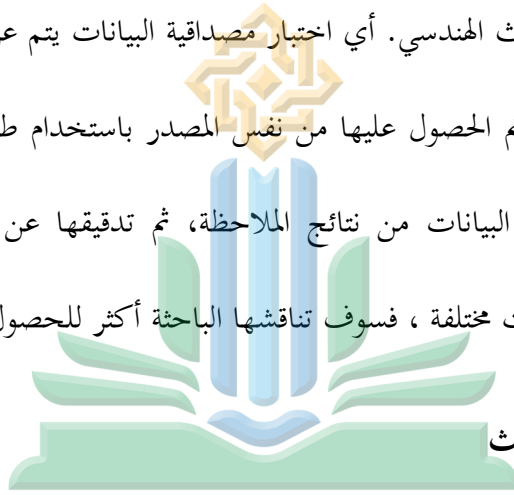 ث الهندسي. أي اختبار مصداقية البيانات يتم عن
م الحصول عليها من نفس المصدر باستخدام ط
البيانات من نتائج الملاحظة، ثم تدقيقها عن
ت مختلفة ، فسوف تناقشها الباحثة أكثر للحصول
ث